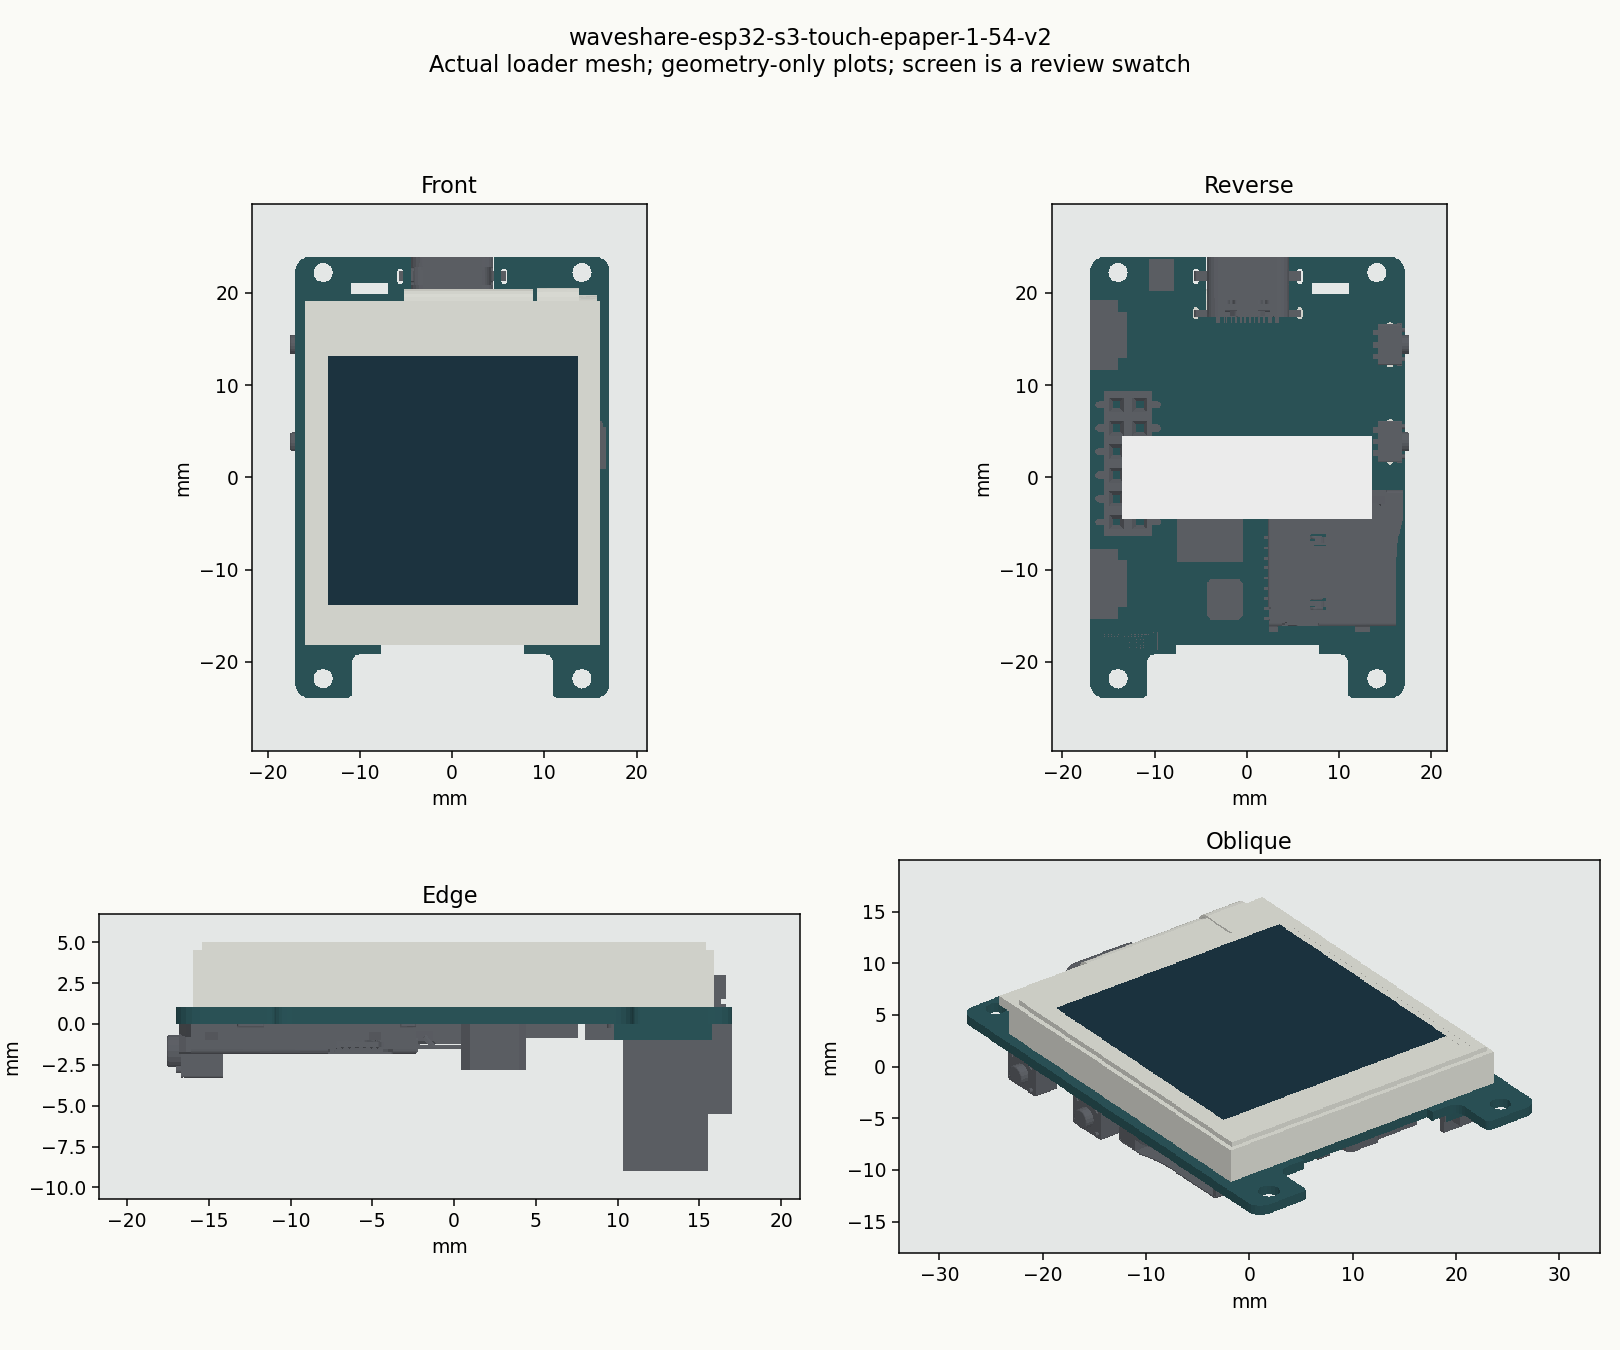 waveshare-esp32-s3-touch-epaper-1-54-v2
Actual loader mesh; geometry-only plots; screen is a review swatch
Front
20
10
0
−10
−20
mm
−20 −10 0 10 20
mm
Reverse
20
10
0
−10
−20
mm
−20 −10 0 10 20
mm
Edge
5.0
2.5
0.0
−2.5
−5.0
−7.5
−10.0
mm
−20 −15 −10 −5 0 5 10 15 20
mm
Oblique
15
10
5
0
−5
−10
−15
mm
−30 −20 −10 0 10 20 30
mm